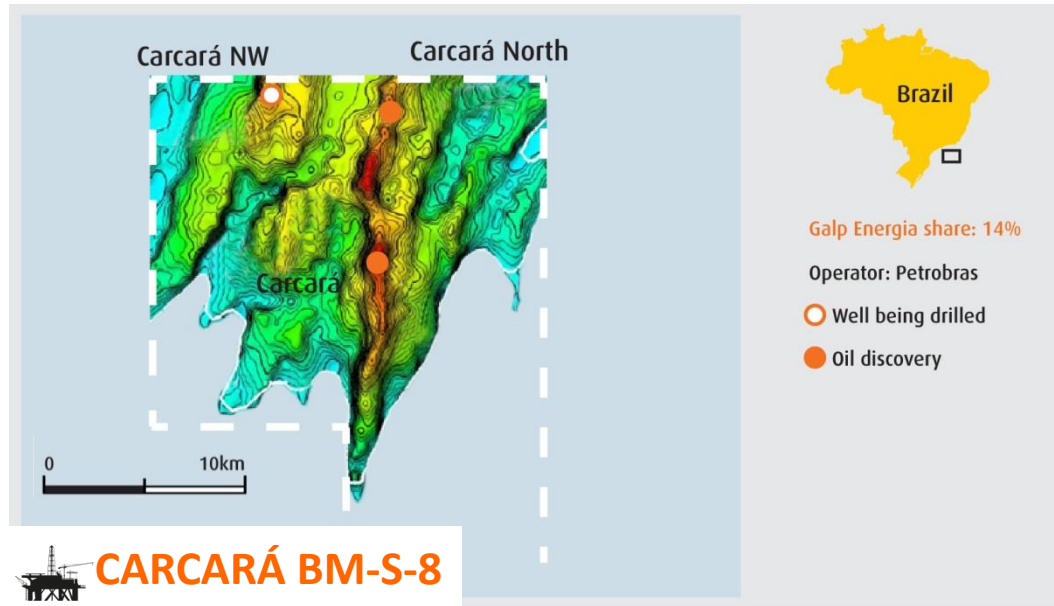 Carcará NW
Carcará North
Brazil
Galp Energia share: 14%
Operator: Petrobras
Well being drilled
Carcará
Oil discovery
0 10km
CARCARÁ BM-S-8